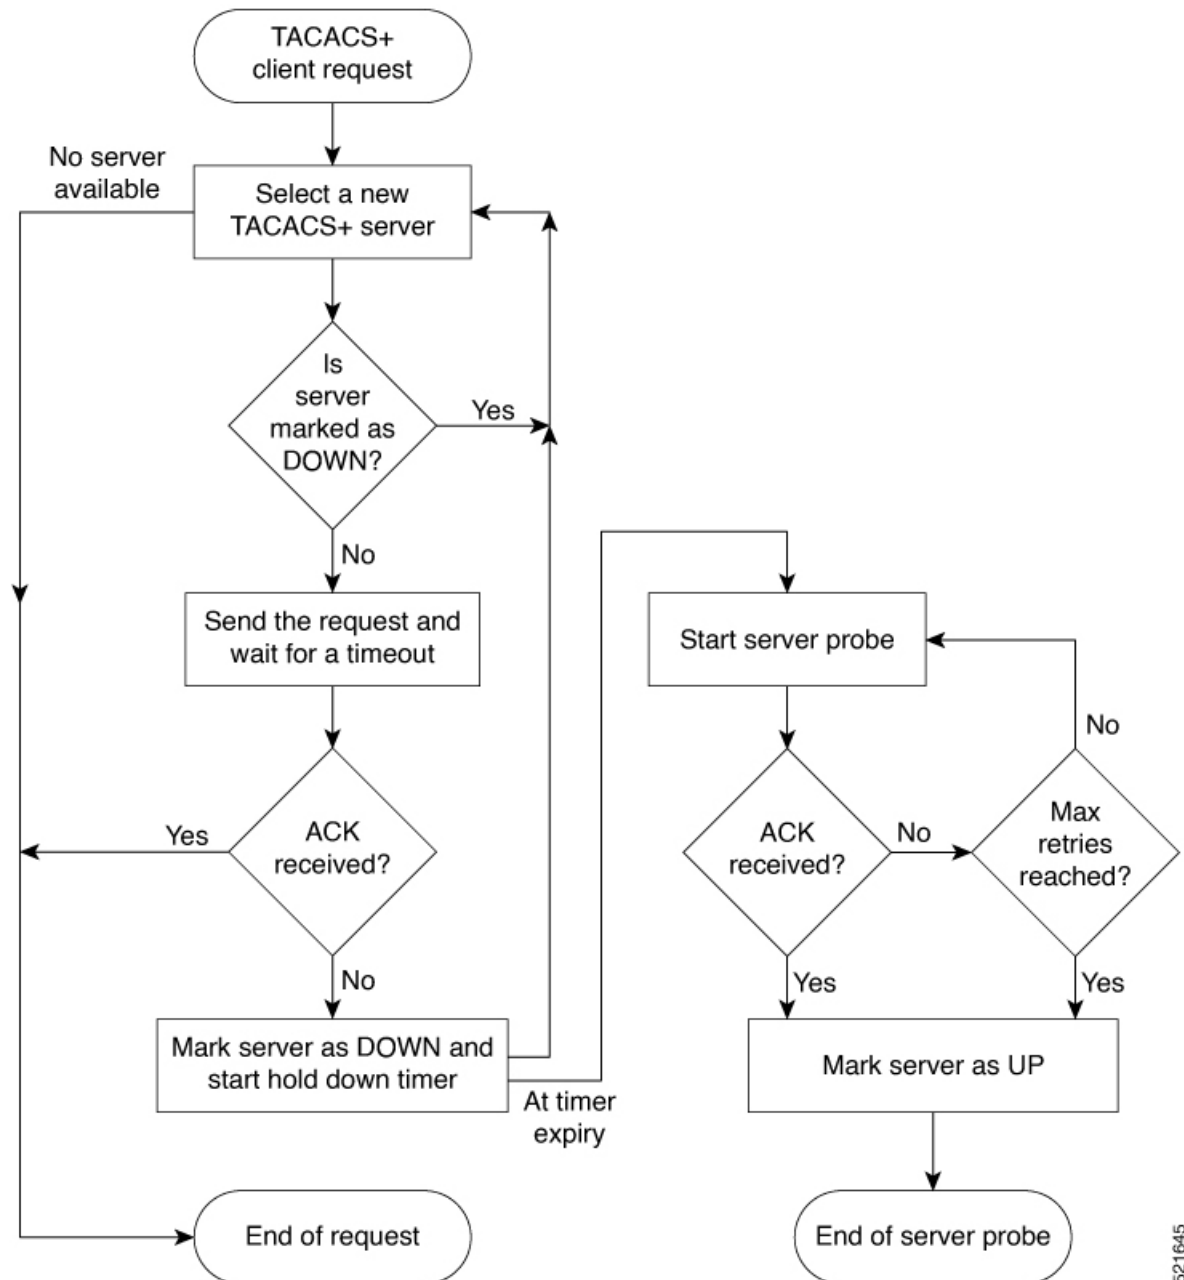 TACACS+
client request
No server
available
Select a new
TACACS+ server
Is
server
marked as
DOWN?
Yes
No
Send the request and
wait for a timeout
Start server probe
No
ACK
received?
Yes
No
ACK
received?
No
Max
retries
reached?
Yes
Yes
Mark server as DOWN and
start hold down timer
At timer
expiry
Mark server as UP
End of request
End of server probe
521645